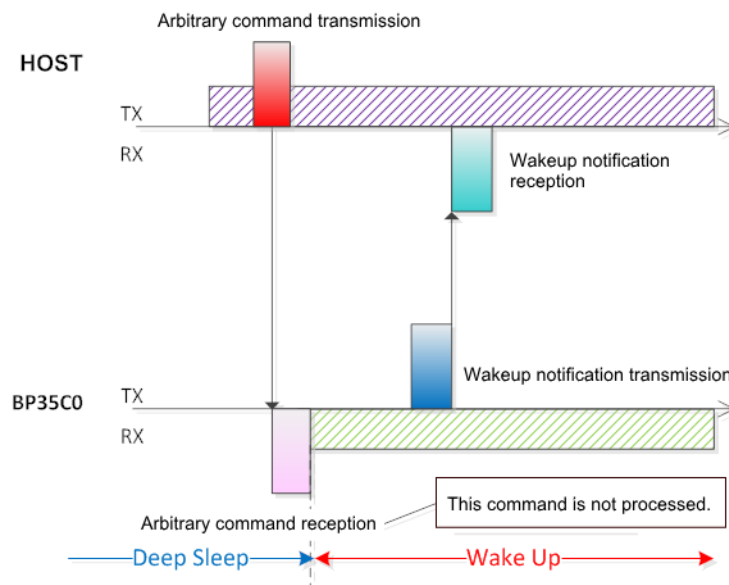 Arbitrary command transmission
HOST
TX
RX
Wakeup notification
reception
Wakeup notification transmission
TX
BP35C0
RX
This command is not processed.
Arbitrary command reception
Deep Sleep
Wake Up